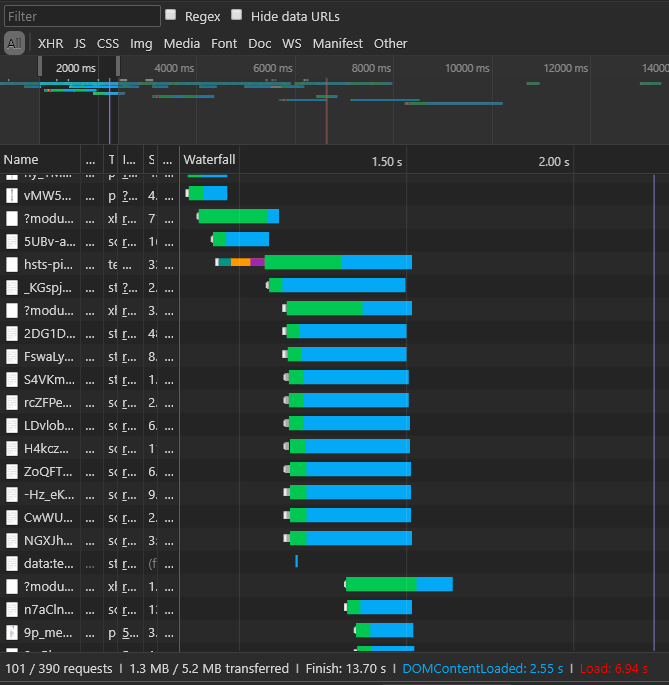 Filter Regex Hide data URLs
All XHR JS CSS Img Media Font Doc WS Manifest Other
2000 ms 4000 ms 6000 ms 8000 ms 10000 ms 12000 ms 14000
Name ... T I... S ... Waterfall 1.50 s 2.00 s
vMW5... ... p ?... 4. ...
?modu... ... xl r... 7 ...
5UBv-a... ... sc r... 1 ...
hsts-pi... ... te ... 3 ...
_KGspj... ... st ?... 2. ...
?modu... ... xl r... 3. ...
2DG1D... ... st r... 48 ...
FswaLy... ... st r... 8. ...
S4VKm... ... st r... 1. ...
rcZFPe... ... sc r... 2. ...
LDvlob... ... sc r... 6. ...
H4kcz... ... sc r... 1 ...
ZoQFT... ... sc r... 6. ...
-Hz_eK... ... sc r... 9. ...
CwWU... ... sc r... 2. ...
NGXJh... ... sc r... 3 ...
data:te... ... st r... (f ...
?modu... ... xl r... 1. ...
n7aCln... ... sc r... 1 ...
9p_me... ... p 5... 3. ...
101 / 390 requests | 1.3 MB / 5.2 MB transferred | Finish: 13.70 s | DOMContentLoaded: 2.55 s | Load: 6.94 s